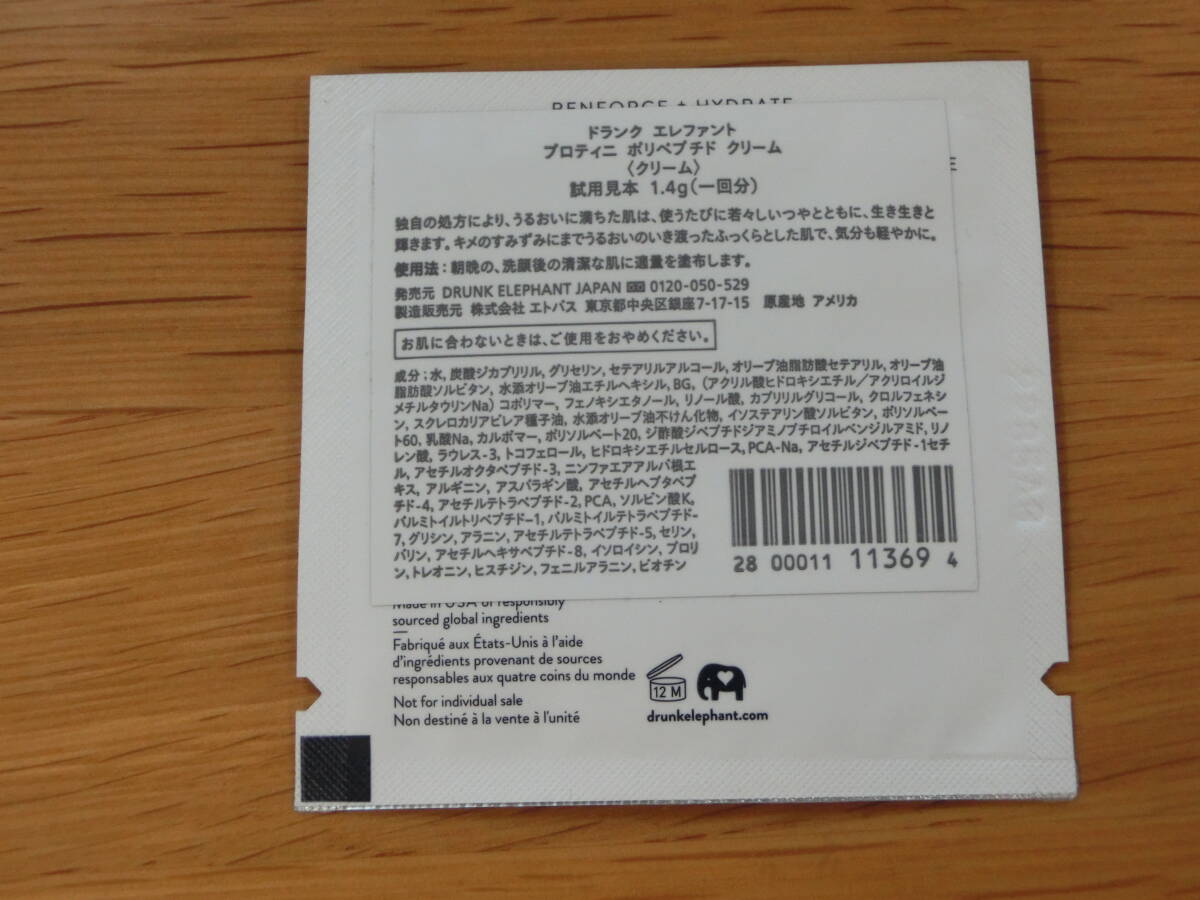 RENFORCE + HYDRATE
ドランク エレファント
プロティニ ポリペプチド クリーム
〈クリーム〉
試用見本 1.4g(一回分)
独自の処方により、うるおいに満ちた肌は、使うたびに若々しいつやとともに、生き生きと
輝きます。キメのすみずみにまでうるおいのいき渡ったふっくらとした肌で、気分も軽やかに。
使用法:朝晩の、洗顔後の清潔な肌に適量を塗布します。
発売元 DRUNK ELEPHANT JAPAN 0120-050-529
製造販売元 株式会社 エトバス 東京都中央区銀座7-17-15 原産地 アメリカ
お肌に合わないときは、ご使用をおやめください。
成分:水, 炭酸ジカプリリル, グリセリン, セテアリルアルコール, オリーブ油脂肪酸セテアリル, オリーブ油
脂肪酸ソルビタン, 水添オリーブ油エチルヘキシル, BG, (アクリル酸ヒドロキシエチル/アクリロイルジ
メチルタウリンNa) コポリマー, フェノキシエタノール, リノール酸, カプリリルグリコール, クロルフェネシ
ン, スクレロカリアビレア種子油, 水添オリーブ油不けん化物, イソステアリン酸ソルビタン, ポリソルベー
ト60, 乳酸Na, カルボマー, ポリソルベート20, ジ酢酸ジペプチドジアミノブチロイルベンジルアミド, リノ
レン酸, ラウレス-3, トコフェロール, ヒドロキシエチルセルロース, PCA-Na, アセチルジペプチド-1セチ
ル, アセチルオクタペプチド-3, ニンファエアアルバ根エ
キス, アルギニン, アスパラギン酸, アセチルヘプタペプ
チド-4, アセチルテトラペプチド-2, PCA, ソルビン酸K,
パルミトイルトリペプチド-1, パルミトイルテトラペプチド-
7, グリシン, アラニン, アセチルテトラペプチド-5, セリン,
バリン, アセチルヘキサペプチド-8, イソロイシン, プロリ
ン, トレオニン, ヒスチジン, フェニルアラニン, ビオチン
28 00011 11369 4
Made in USA of responsibly
sourced global ingredients
Fabriqué aux États-Unis à l'aide
d'ingrédients provenant de sources
responsables aux quatre coins du monde
Not for individual sale
Non destiné à la vente à l'unité
12 M
drunkelephant.com